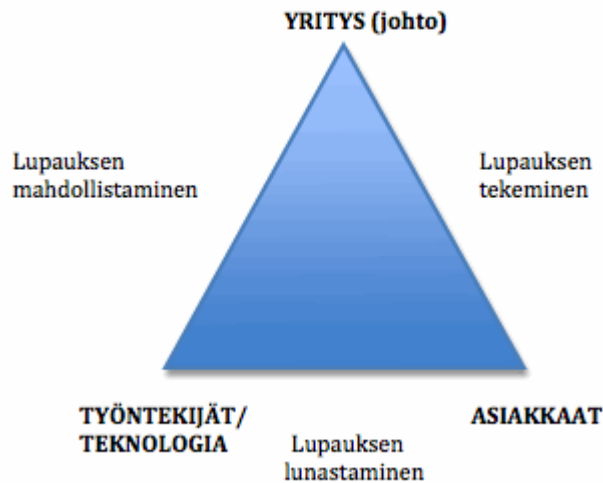 YRITYS (johto)
Lupauksen
mahdollistaminen
Lupauksen
tekeminen
TYÖNTEKIJÄT/
TEKNOLOGIA
ASIAKKAAT
Lupauksen
lunastaminen